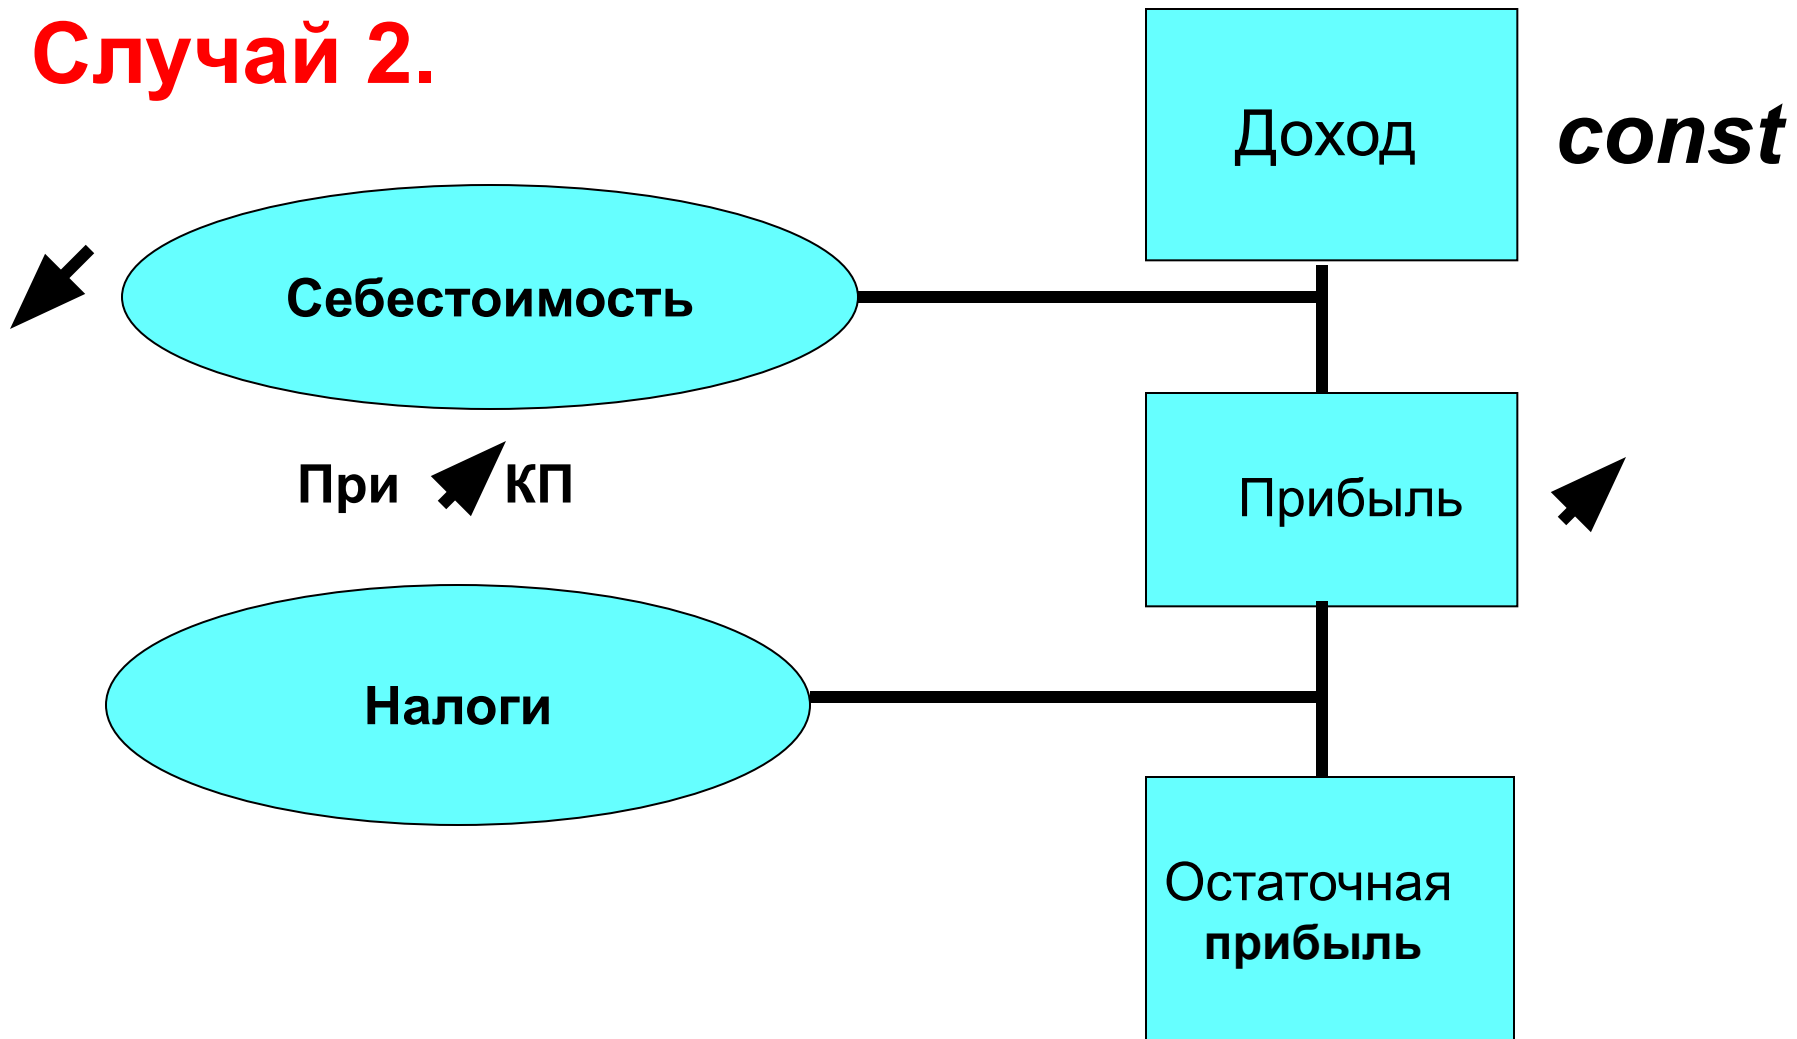 Случай 2.
Доход
const
Себестоимость
При КП
Прибыль
Налоги
Остаточная
прибыль